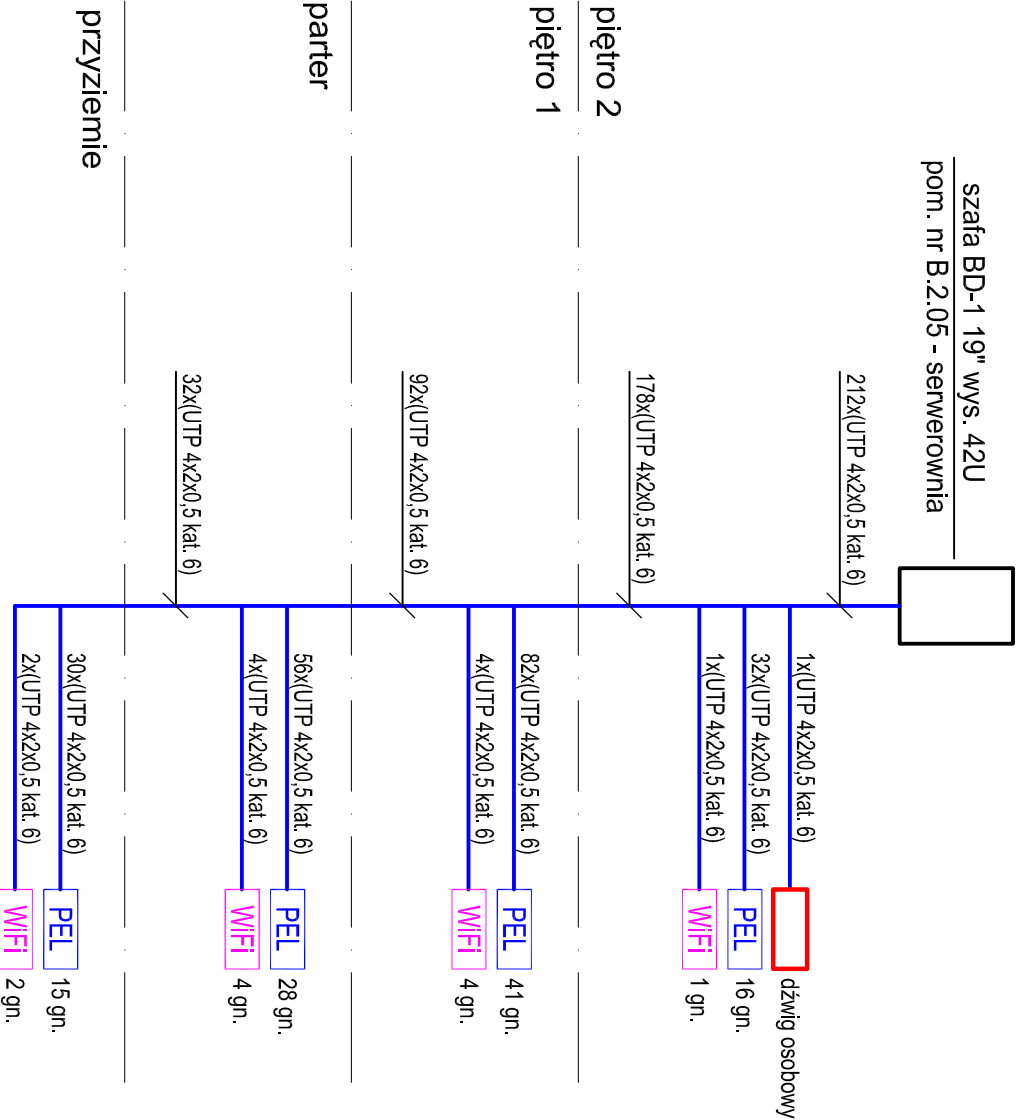 szafa BD-1 19" wys. 42U
pom. nr B.2.05 - serwerownia
212x(UTP 4x2x0,5 kat. 6)
1x(UTP 4x2x0,5 kat. 6)
dźwig osobowy
32x(UTP 4x2x0,5 kat. 6)
PEL
16 gn.
1x(UTP 4x2x0,5 kat. 6)
WiFi
1 gn.
178x(UTP 4x2x0,5 kat. 6)
piętro 2
piętro 1
82x(UTP 4x2x0,5 kat. 6)
PEL
41 gn.
4x(UTP 4x2x0,5 kat. 6)
WiFi
4 gn.
92x(UTP 4x2x0,5 kat. 6)
parter
56x(UTP 4x2x0,5 kat. 6)
PEL
28 gn.
4x(UTP 4x2x0,5 kat. 6)
WiFi
4 gn.
32x(UTP 4x2x0,5 kat. 6)
przyziemie
30x(UTP 4x2x0,5 kat. 6)
PEL
15 gn.
2x(UTP 4x2x0,5 kat. 6)
WiFi
2 gn.